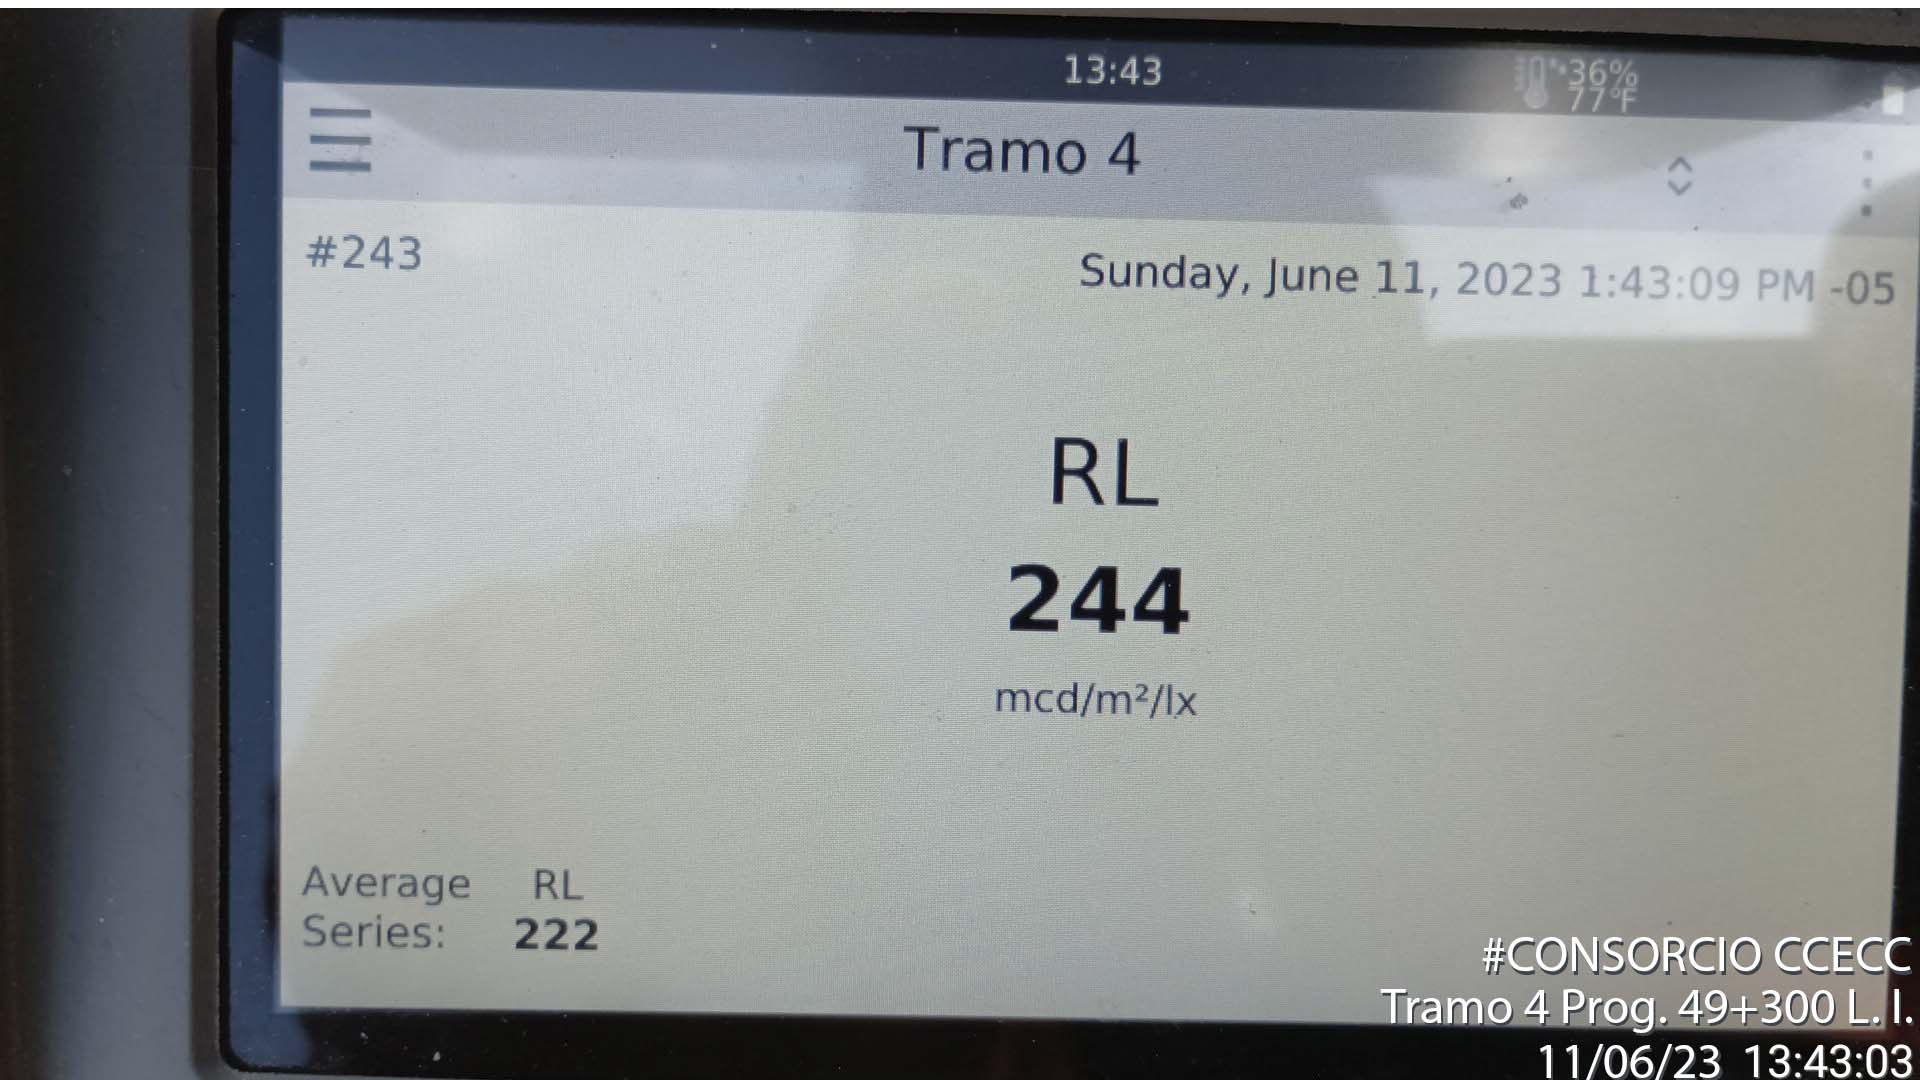 13:43
36%
77°F
Tramo 4
#243
Sunday, June 11, 2023 1:43:09 PM -05
RL
244
mcd/m²/lx
Average RL
Series: 222
#CONSORCIO CCECC
Tramo 4 Prog. 49+300 L. I.
11/06/23 13:43:03